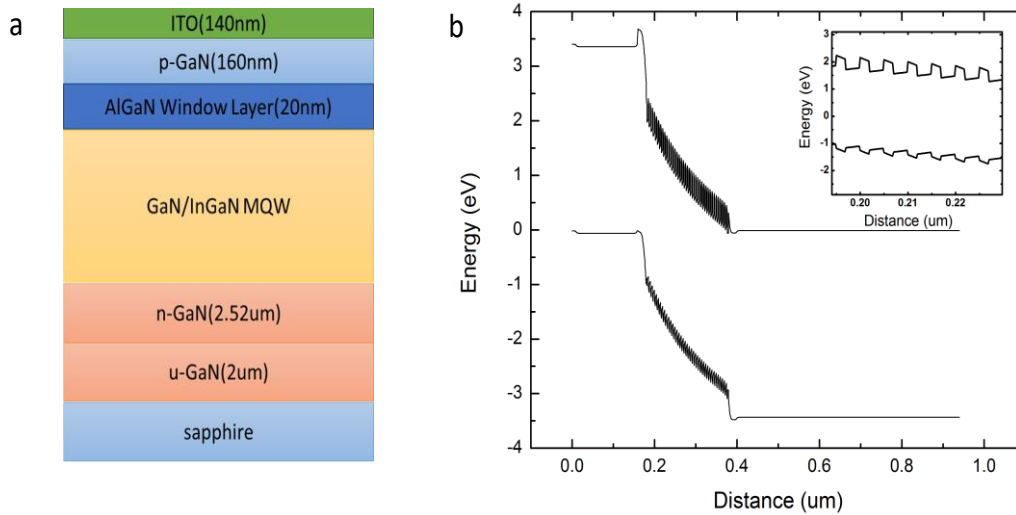 a
ITO(140nm)
p-GaN(160nm)
AlGaN Window Layer(20nm)
GaN/InGaN MQW
n-GaN(2.52um)
u-GaN(2um)
sapphire
b
4
3
2
1
0
-1
-2
-3
-4
Energy (eV)
0.0 0.2 0.4 0.6 0.8 1.0
Distance (um)
3
2
1
0
-1
-2
Energy (eV)
0.20 0.21 0.22
Distance (um)